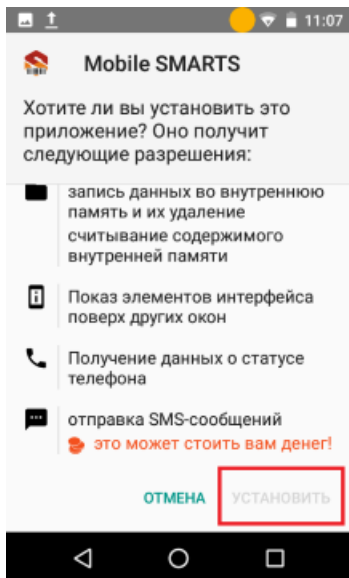 11:07
Mobile SMARTS
Хотите ли вы установить это
приложение? Оно получит
следующие разрешения:
запись данных во внутреннюю
память и их удаление
считывание содержимого
внутренней памяти
Показ элементов интерфейса
поверх других окон
Получение данных о статусе
телефона
отправка SMS-сообщений
это может стоить вам денег!
ОТМЕНА УСТАНОВИТЬ